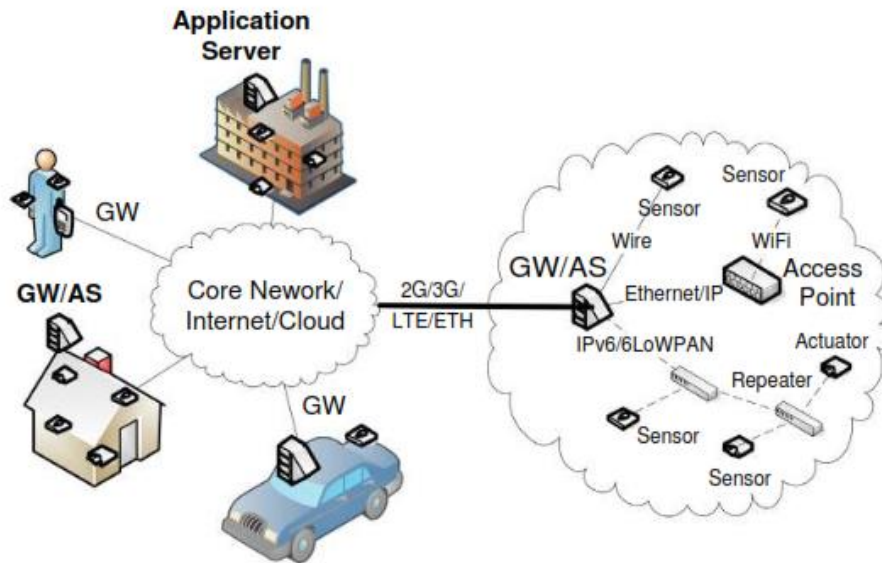 Application
Server
GW
GW/AS
Core Nework/
Internet/Cloud
GW
2G/3G/
LTE/ETH
GW/AS
Sensor
Sensor
Wire
WiFi
Ethernet/IP
Access
Point
IPv6/6LoWPAN
Actuator
Repeater
Sensor
Sensor